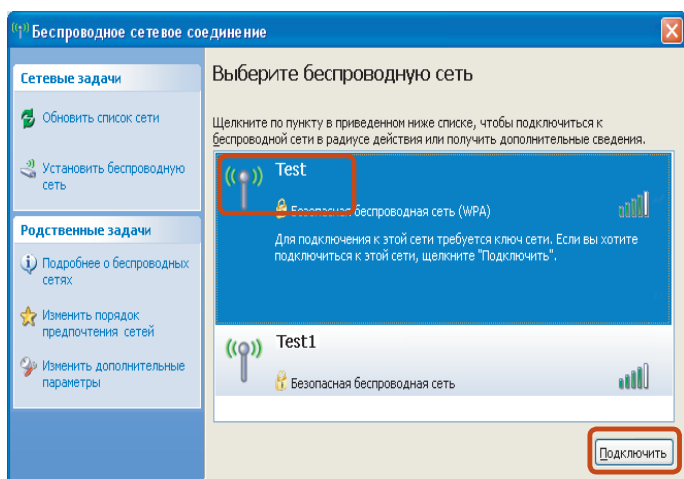 Беспроводное сетевое соединение
Сетевые задачи
Обновить список сети
Установить беспроводную
сеть
Родственные задачи
Подробнее о беспроводных
сетях
Изменить порядок
предпочтения сетей
Изменить дополнительные
параметры
Выберите беспроводную сеть
Щелкните по пункту в приведенном ниже списке, чтобы подключиться к
беспроводной сети в радиусе действия или получить дополнительные сведения.
Test
Безопасная беспроводная сеть (WPA)
Для подключения к этой сети требуется ключ сети. Если вы хотите
подключиться к этой сети, щелкните "Подключить".
Test1
Безопасная беспроводная сеть
Подключить